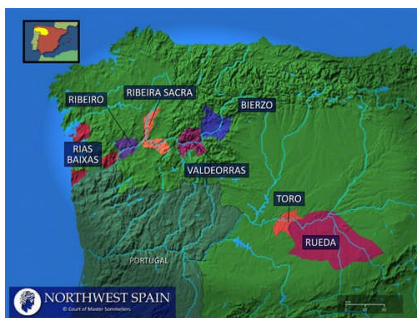 RIBEIRA SACRA
RIBEIRO
BIERZO
RIAS
BAIXAS
VALDEORRAS
TORO
RUEDA
PORTUGAL
NORTHWEST SPAIN
© Court of Master Sommeliers